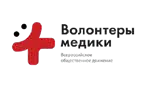 Волонтеры
медики
Всероссийское
общественное движение